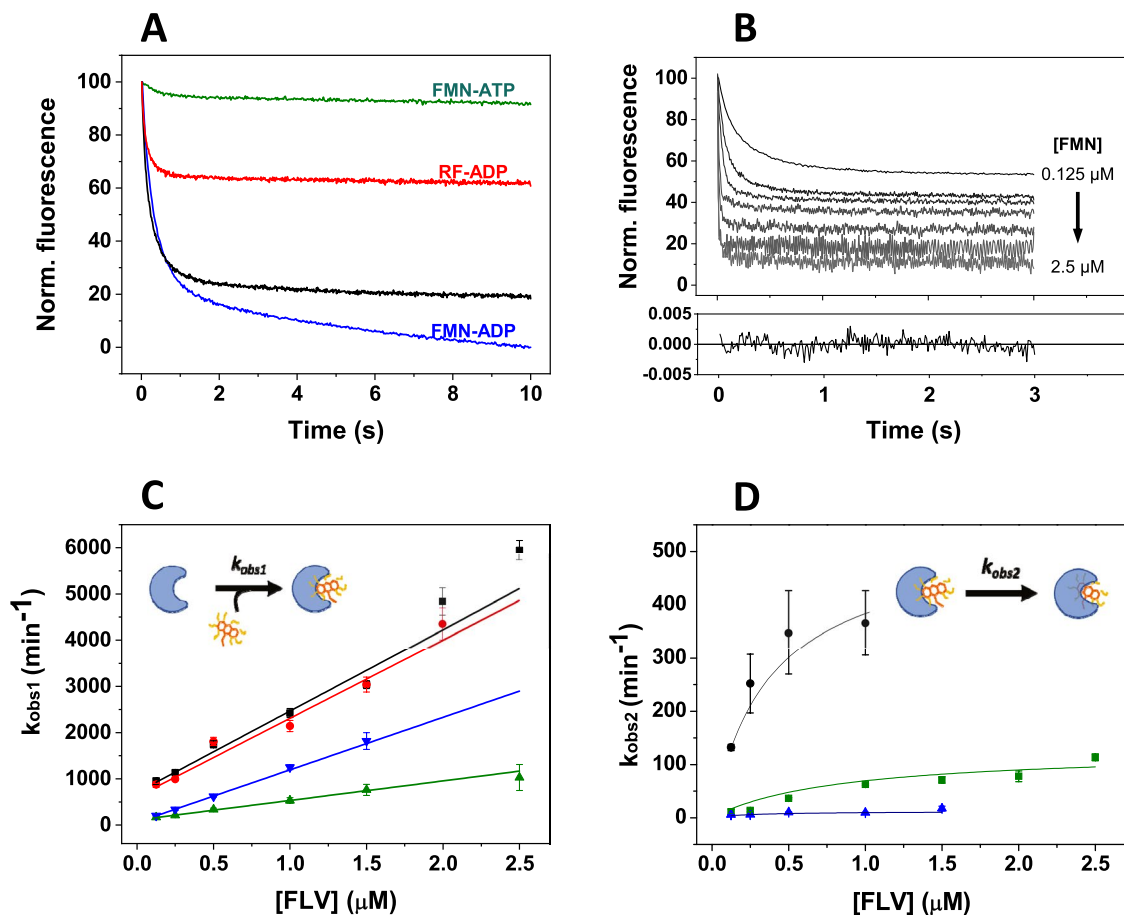 A
Norm. fluorescence
100
80
60
40
20
0
FMN-ATP
RF-ADP
FMN-ADP
0 2 4 6 8 10
Time (s)
B
Norm. fluorescence
100
80
60
40
20
0
[FMN]
0.125 µM
2.5 µM
0.005
0.000
-0.005
0 1 2 3
Time (s)
C
kobs1 (min-1)
6000
5000
4000
3000
2000
1000
0
kobs1
0.0 0.5 1.0 1.5 2.0 2.5
[FLV] (µM)
D
kobs2 (min-1)
500
400
300
200
100
0
kobs2
0.0 0.5 1.0 1.5 2.0 2.5
[FLV] (µM)